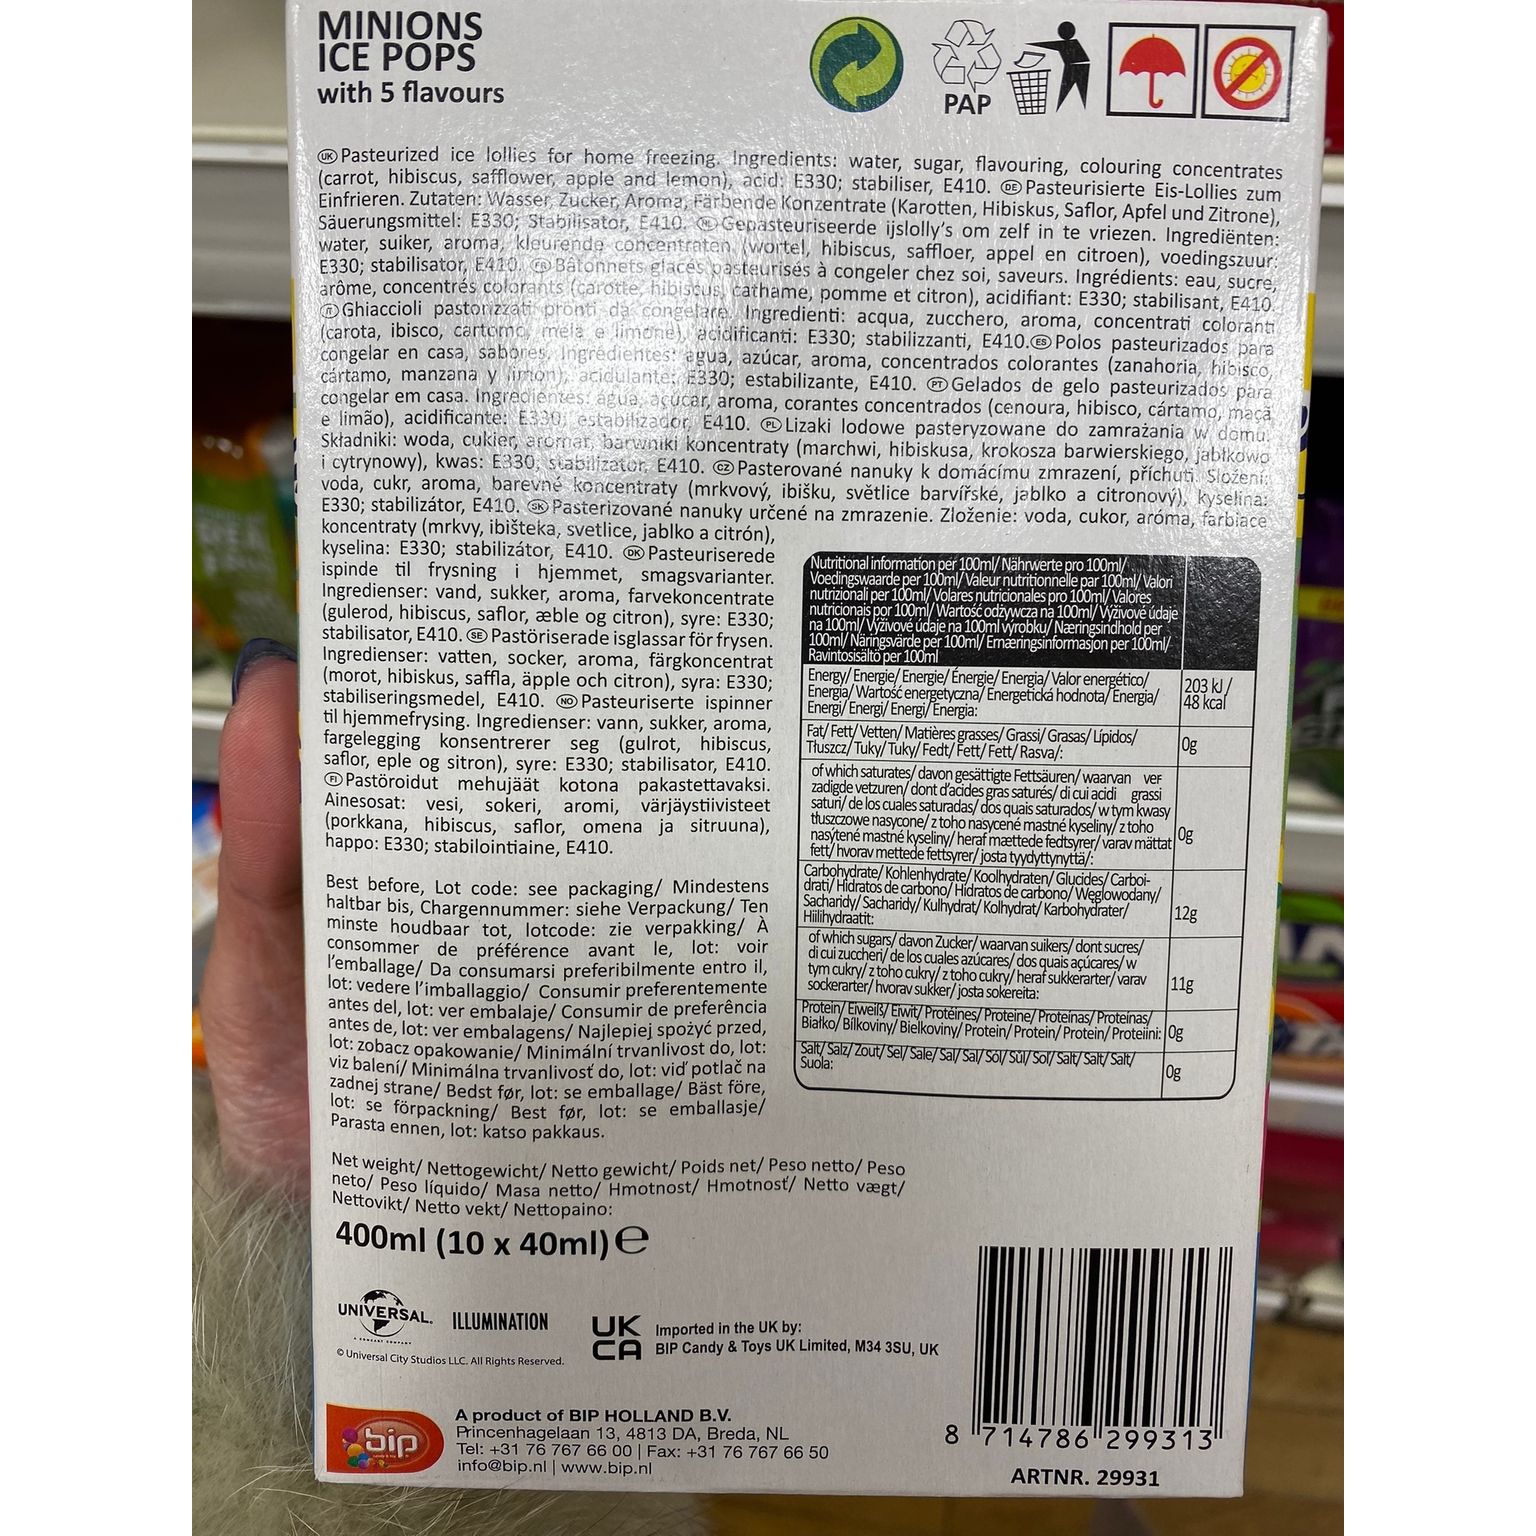 MINIONS
ICE POPS
with 5 flavours
PAP
UK Pasteurized ice lollies for home freezing. Ingredients: water, sugar, flavouring, colouring concentrates
(carrot, hibiscus, safflower, apple and lemon), acid: E330; stabiliser, E410. DE Pasteurisierte Eis-Lollies zum
Einfrieren. Zutaten: Wasser, Zucker, Aroma, Färbende Konzentrate (Karotten, Hibiskus, Saflor, Apfel und Zitrone),
Säuerungsmittel: E330; Stabilisator, E410. NL Gepasteuriseerde ijslolly's om zelf in te vriezen. Ingrediënten:
water, suiker, aroma, kleurende concentraten (wortel, hibiscus, saffloer, appel en citroen), voedingszuur:
E330; stabilisator, E410. FR Bâtonnets glacés pasteurisés à congeler chez soi, saveurs. Ingrédients: eau, sucre,
arôme, concentrés colorants (carotte, hibiscus, cathame, pomme et citron), acidifiant: E330; stabilisant, E410.
IT Ghiaccioli pastorizzati pronti da congelare. Ingredienti: acqua, zucchero, aroma, concentrati coloranti
(carota, ibisco, cartomo, mela e limone), acidificanti: E330; stabilizzanti, E410. ES Polos pasteurizados para
congelar en casa, sabores. Ingrédientes: agua, azúcar, aroma, concentrados colorantes (zanahoria, hibisco,
cártamo, manzana y limon), acidulante: E330; estabilizante, E410. PT Gelados de gelo pasteurizados para
congelar em casa. Ingredientes: água, açúcar, aroma, corantes concentrados (cenoura, hibisco, cártamo, maçã
e limão), acidificante: E330; estabilizador, E410. PL Lizaki lodowe pasteryzowane do zamrażania w domu.
Składniki: woda, cukier, aromat, barwniki koncentraty (marchwi, hibiskusa, krokosza barwierskiego, jabłkowo
i cytrynowy), kwas: E330, stabilizator, E410. CZ Pasterované nanuky k domácímu zmrazení, příchuti. Složení:
voda, cukr, aroma, barevné koncentraty (mrkvový, ibišku, světlice barvířské, jablko a citronový), kyselina:
E330; stabilizátor, E410. SK Pasterizované nanuky určené na zmrazenie. Zloženie: voda, cukor, aróma, farbiace
koncentraty (mrkvy, ibišteka, svetlice, jablko a citrón),
kyselina: E330; stabilizátor, E410. DK Pasteuriserede
ispinde til frysning i hjemmet, smagsvarianter.
Ingredienser: vand, sukker, aroma, farvekoncentrate
(gulerod, hibiscus, saflor, æble og citron), syre: E330;
stabilisator, E410. SE Pastöriserade isglassar för frysen.
Ingredienser: vatten, socker, aroma, färgkoncentrat
(morot, hibiskus, saffla, äpple och citron), syra: E330;
stabiliseringsmedel, E410. NO Pasteuriserte ispinner
til hjemmefrysing. Ingredienser: vann, sukker, aroma,
fargelegging konsentrerer seg (gulrot, hibiscus,
saflor, eple og sitron), syre: E330; stabilisator, E410.
FI Pastöroidut mehujäät kotona pakastettavaksi.
Ainesosat: vesi, sokeri, aromi, värjäystiivisteet
(porkkana, hibiscus, saflor, omena ja sitruuna),
happo: E330; stabilointiaine, E410.
Nutritional information per 100ml/ Nährwerte pro 100ml/
Voedingswaarde per 100ml/ Valeur nutritionnelle par 100ml/ Valori
nutrizionali per 100ml/ Volares nutricionales pro 100ml/ Valores
nutricionais por 100ml/ Wartość odżywcza na 100ml/ Výživové údaje
na 100ml/ Výživové údaje na 100ml výrobku/ Næringsindhold per
100ml/ Näringsvärde per 100ml/ Ernæringsinformasjon per 100ml/
Ravintosisältö per 100ml
Energy/ Energie/ Energie/ Énergie/ Energia/ Valor energético/
Energia/ Wartość energetyczna/ Energetická hodnota/ Energia/
Energi/ Energi/ Energi/ Energia:
203 kJ /
48 kcal
Fat/ Fett/ Vetten/ Matières grasses/ Grassi/ Grasas/ Lípidos/
Tłuszcz/ Tuky/ Tuky/ Fedt/ Fett/ Fett/ Rasva/:
0g
of which saturates/ davon gesättigte Fettsäuren/ waarvan ver
zadigde vetzuren/ dont d'acides gras saturés/ di cui acidi grassi
saturi/ de los cuales saturadas/ dos quais saturados/ w tym kwasy
tłuszczowe nasycone/ z toho nasycené mastné kyseliny/ z toho
nasýtené mastné kyseliny/ heraf mættede fedtsyrer/ varav mättat
fett/ hvorav mettede fettsyrer/ josta tyydyttynyttä/:
0g
Carbohydrate/ Kohlenhydrate/ Koolhydraten/ Glucides/ Carboi-
drati/ Hidratos de carbono/ Hidratos de carbono/ Węglowodany/
Sacharidy/ Sacharidy/ Kulhydrat/ Kolhydrat/ Karbohydrater/
Hiilihydraatit:
12g
of which sugars/ davon Zucker/ waarvan suikers/ dont sucres/
di cui zuccheri/ de los cuales azúcares/ dos quais açúcares/ w
tym cukry/ z toho cukry/ z toho cukry/ heraf sukkerarter/ varav
sockerarter/ hvorav sukker/ josta sokereita:
11g
Protein/ Eiweiß/ Eiwit/ Protéines/ Proteine/ Proteínas/ Proteínas/
Białko/ Bílkoviny/ Bielkoviny/ Protein/ Protein/ Protein/ Proteiini:
0g
Salt/ Salz/ Zout/ Sel/ Sale/ Sal/ Sal/ Sól/ Sůl/ Soľ/ Salt/ Salt/ Salt/
Suola:
0g
Best before, Lot code: see packaging/ Mindestens
haltbar bis, Chargennummer: siehe Verpackung/ Ten
minste houdbaar tot, lotcode: zie verpakking/ À
consommer de préférence avant le, lot: voir
l'emballage/ Da consumarsi preferibilmente entro il,
lot: vedere l'imballaggio/ Consumir preferentemente
antes del, lot: ver embalaje/ Consumir de preferência
antes de, lot: ver embalagens/ Najlepiej spożyć przed,
lot: zobacz opakowanie/ Minimální trvanlivost do, lot:
viz balení/ Minimálna trvanlivosť do, lot: viď potlač na
zadnej strane/ Bedst før, lot: se emballage/ Bäst före,
lot: se förpackning/ Best før, lot: se emballasje/
Parasta ennen, lot: katso pakkaus.
Net weight/ Nettogewicht/ Netto gewicht/ Poids net/ Peso netto/ Peso
neto/ Peso líquido/ Masa netto/ Hmotnost/ Hmotnosť/ Netto vægt/
Nettovikt/ Netto vekt/ Nettopaino:
400ml (10 x 40ml) e
UNIVERSAL
A COMCAST COMPANY
ILLUMINATION
© Universal City Studios LLC. All Rights Reserved.
UK
CA
Imported in the UK by:
BIP Candy & Toys UK Limited, M34 3SU, UK
bip
A product of BIP HOLLAND B.V.
Princenhagelaan 13, 4813 DA, Breda, NL
Tel: +31 76 767 66 00 | Fax: +31 76 767 66 50
info@bip.nl | www.bip.nl
8 714786 299313
ARTNR. 29931